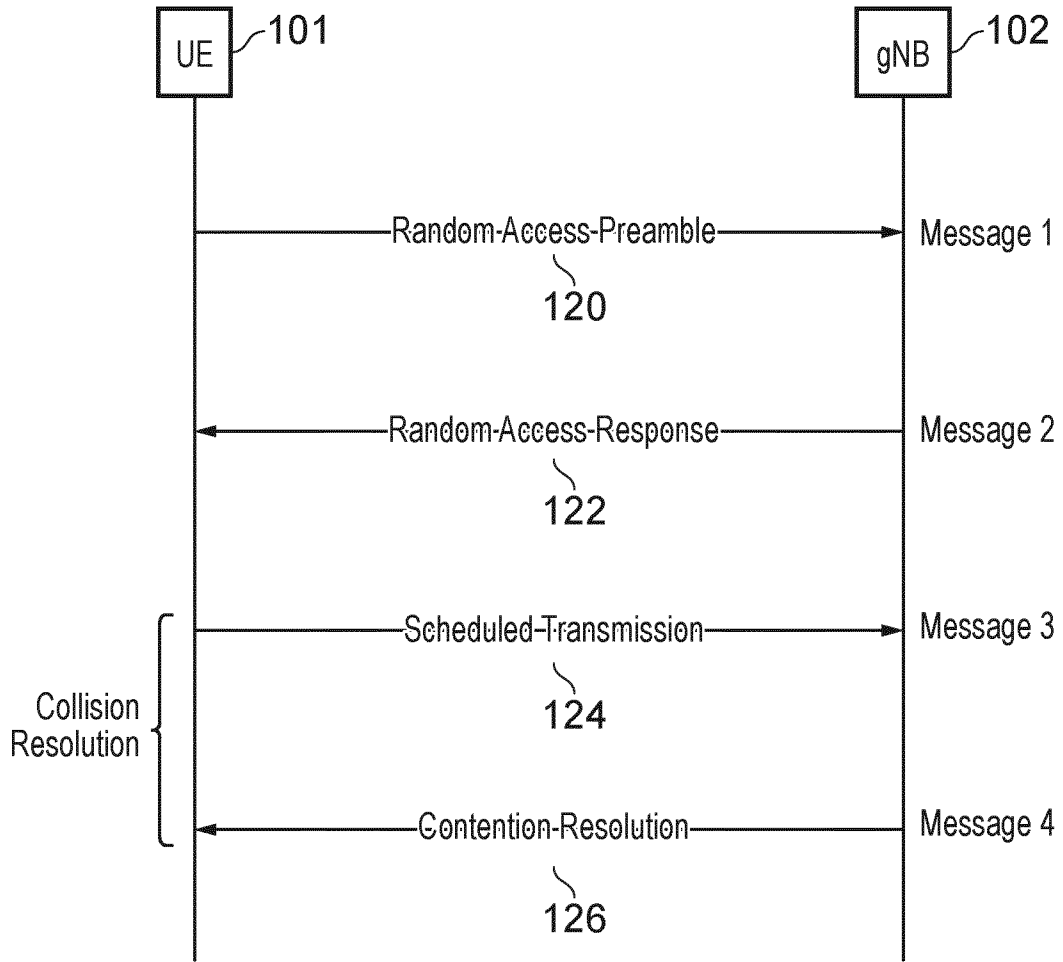 UE
101
gNB
102
Random-Access-Preamble
Message 1
120
Random-Access-Response
Message 2
122
Scheduled-Transmission
Message 3
124
Collision
Resolution
Contention-Resolution
Message 4
126